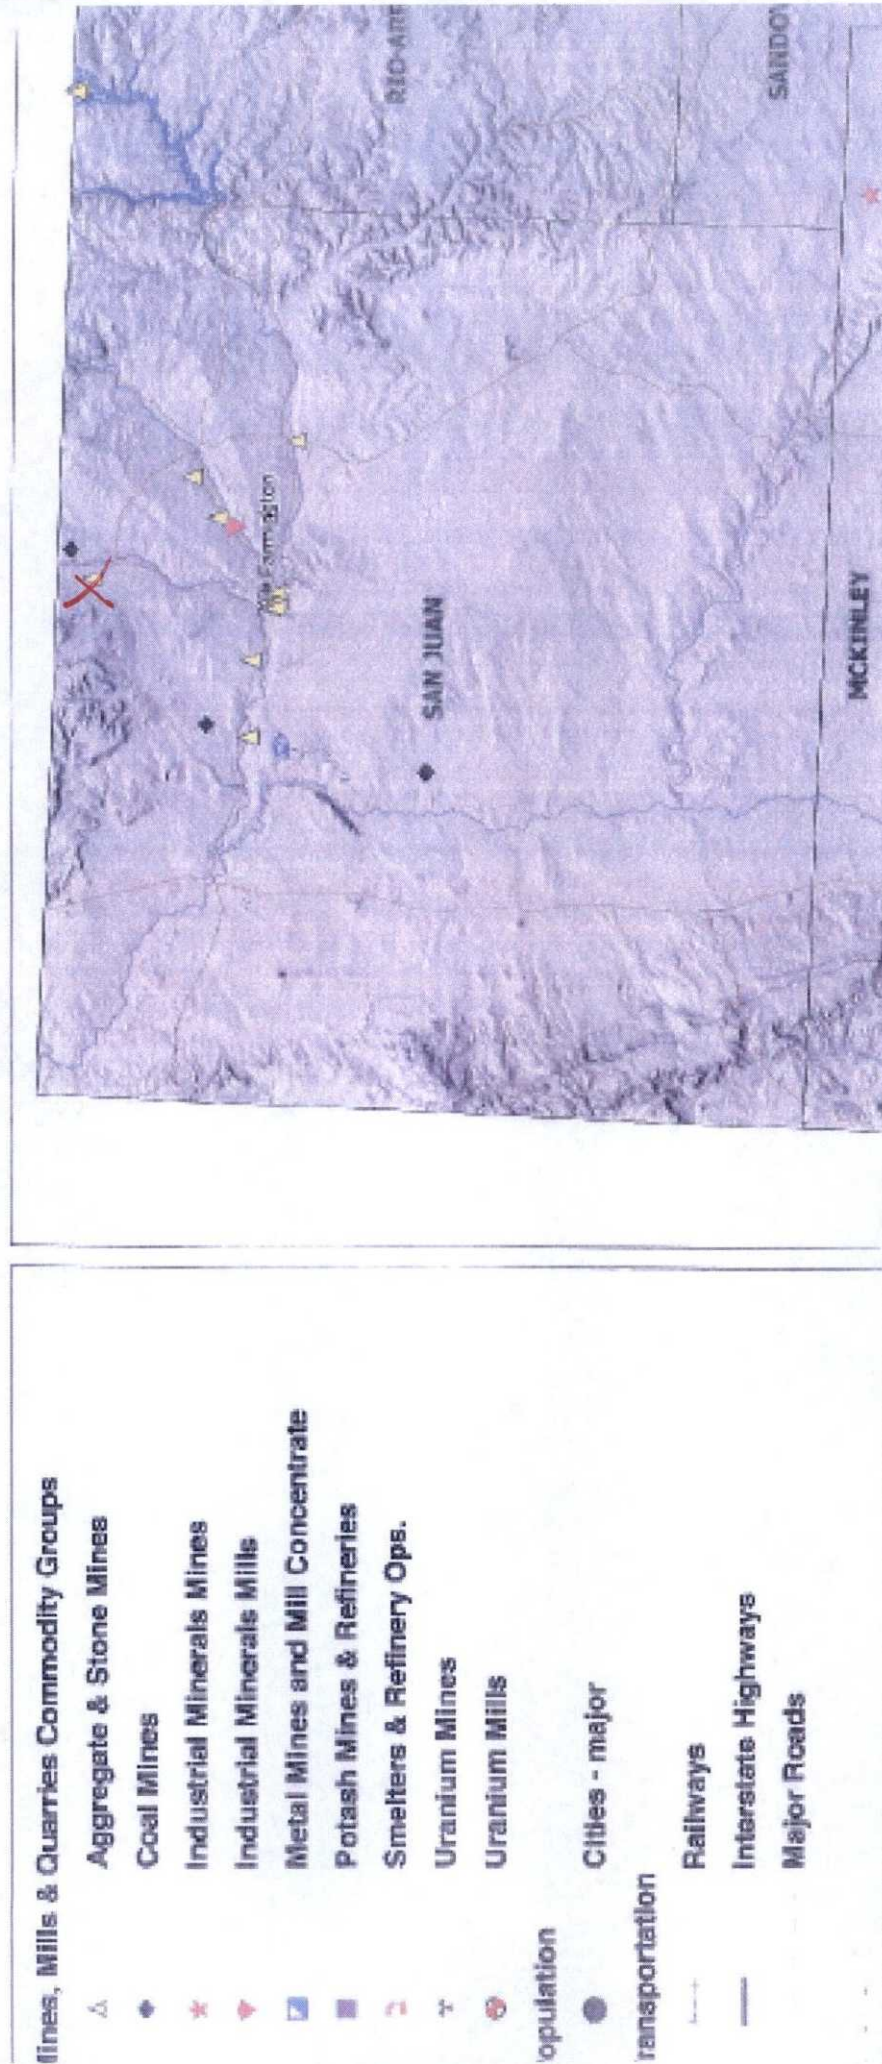 RIO ARR
SANDOV
Farmington
SAN JUAN
MCKINLEY
Mines, Mills & Quarries Commodity Groups
Aggregate & Stone Mines
Coal Mines
Industrial Minerals Mines
Industrial Minerals Mills
Metal Mines and Mill Concentrate
Potash Mines & Refineries
Smelters & Refinery Ops.
Uranium Mines
Uranium Mills
opulation
Cities - major
ransportation
Railways
Interstate Highways
Major Roads